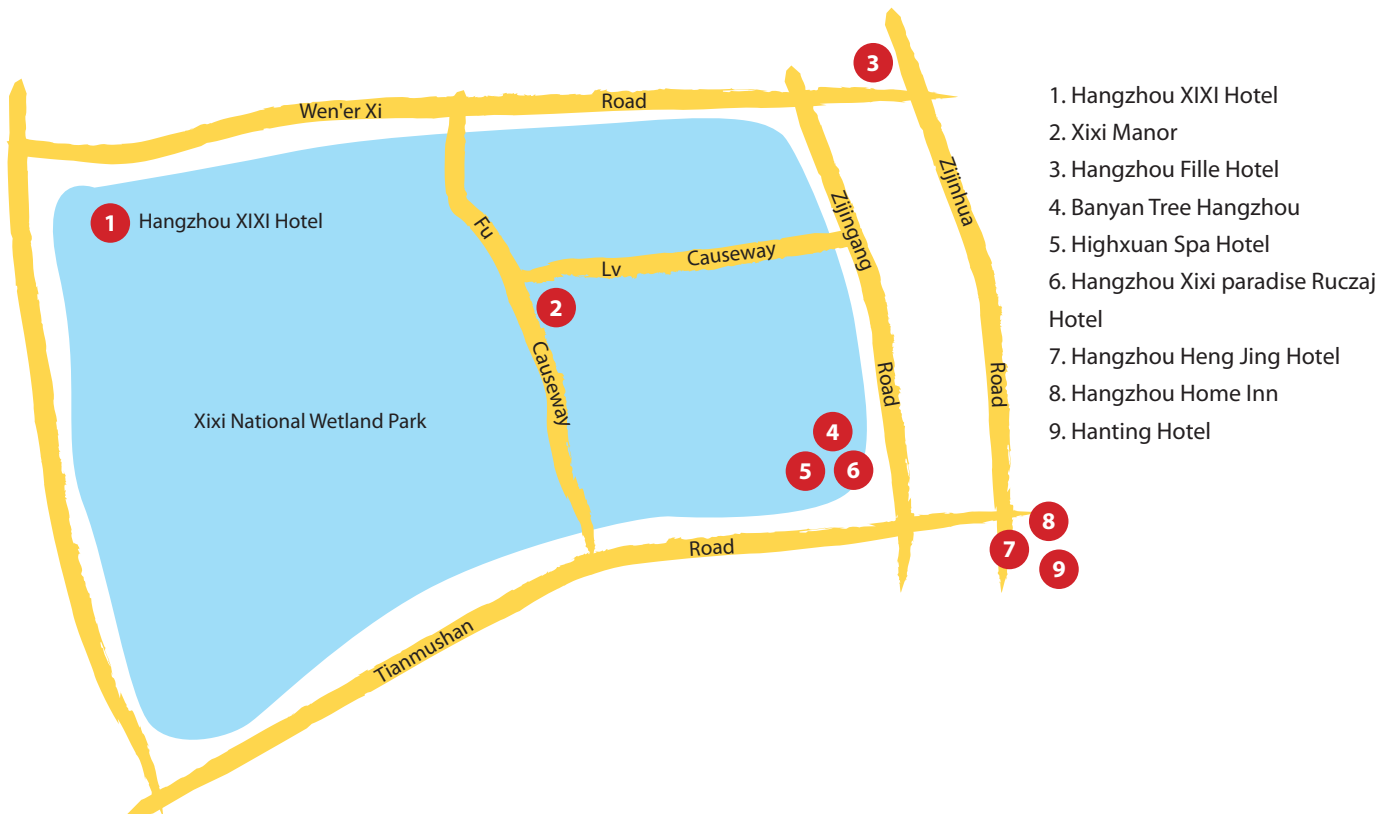 Wen'er Xi Road
3
1 Hangzhou XIXI Hotel
Fu Causeway
Lv Causeway
Zijingang Road
Zijinhua Road
2
Xixi National Wetland Park
4
5
6
Tianmushan Road
8
7
9
1. Hangzhou XIXI Hotel
2. Xixi Manor
3. Hangzhou Fille Hotel
4. Banyan Tree Hangzhou
5. Highxuan Spa Hotel
6. Hangzhou Xixi paradise Ruczaj
Hotel
7. Hangzhou Heng Jing Hotel
8. Hangzhou Home Inn
9. Hanting Hotel